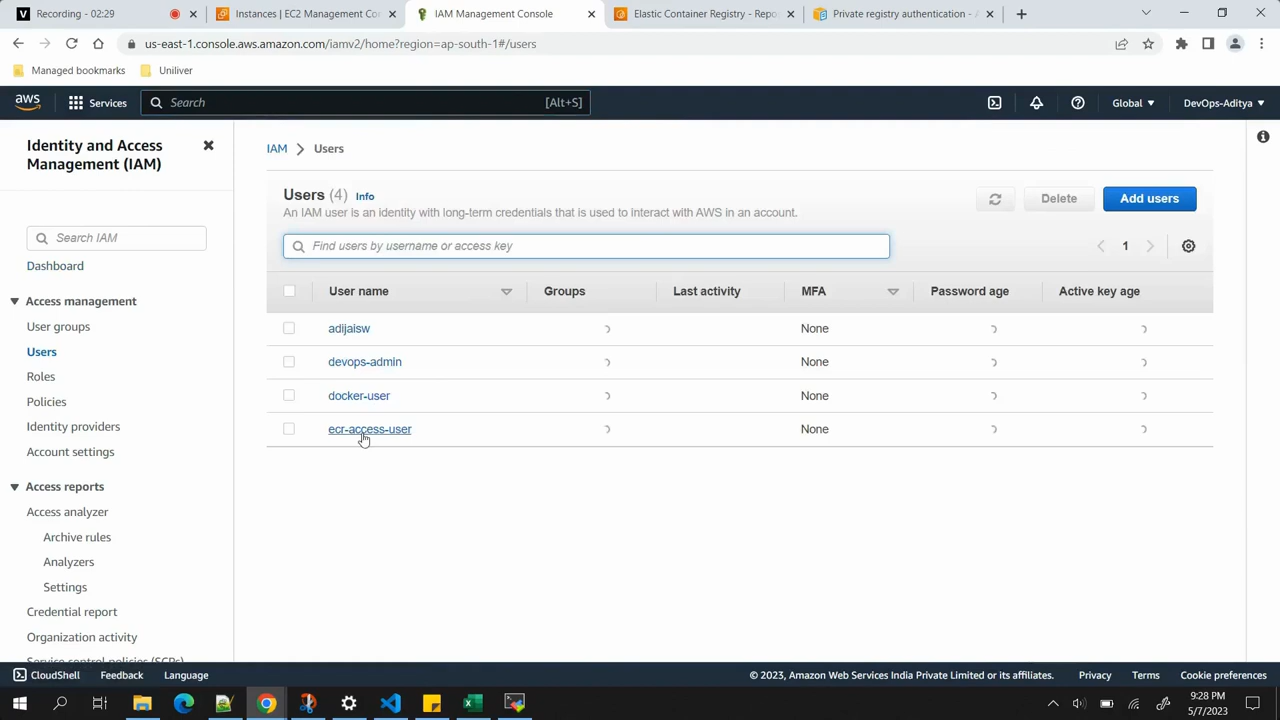 Recording - 02:29
Instances | EC2 Management Co
IAM Management Console
Elastic Container Registry - Repo
Private registry authentication - A
us-east-1.console.aws.amazon.com/iamv2/home?region=ap-south-1#/users
Managed bookmarks
Uniliver
aws
Services
Search
[Alt+S]
Global
DevOps-Aditya
Identity and Access
Management (IAM)
Search IAM
Dashboard
Access management
User groups
Users
Roles
Policies
Identity providers
Account settings
Access reports
Access analyzer
Archive rules
Analyzers
Settings
Credential report
Organization activity
Service control policies (SCPs)
IAM > Users
Users (4) Info
An IAM user is an identity with long-term credentials that is used to interact with AWS in an account.
Delete
Add users
Find users by username or access key
1
User name Groups Last activity MFA Password age Active key age
adijaisw None
devops-admin None
docker-user None
ecr-access-user None
CloudShell Feedback Language
© 2023, Amazon Web Services India Private Limited or its affiliates.
Privacy Terms Cookie preferences
9:28 PM
5/7/2023